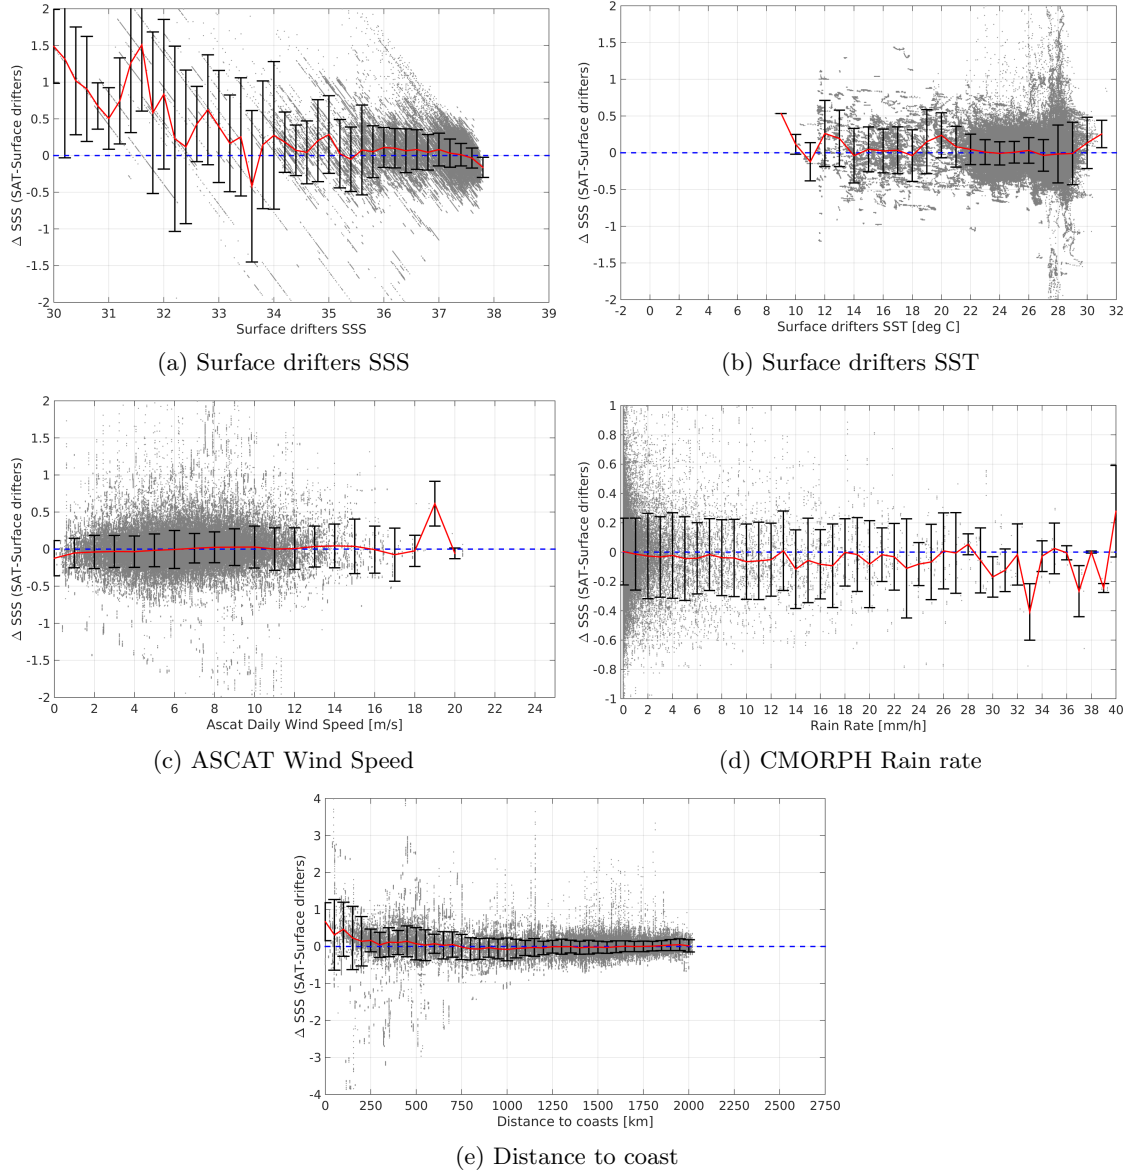 2
1.5
1
0.5
0
-0.5
-1
-1.5
-2
Δ SSS (SAT-Surface drifters)
30 31 32 33 34 35 36 37 38 39
Surface drifters SSS
(a) Surface drifters SSS
2
1.5
1
0.5
0
-0.5
-1
-1.5
-2
Δ SSS (SAT-Surface drifters)
-2 0 2 4 6 8 10 12 14 16 18 20 22 24 26 28 30 32
Surface drifters SST [deg C]
(b) Surface drifters SST
2
1.5
1
0.5
0
-0.5
-1
-1.5
-2
Δ SSS (SAT-Surface drifters)
0 2 4 6 8 10 12 14 16 18 20 22 24
Ascat Daily Wind Speed [m/s]
(c) ASCAT Wind Speed
1
0.8
0.6
0.4
0.2
0
-0.2
-0.4
-0.6
-0.8
-1
Δ SSS (SAT-Surface drifters)
0 2 4 6 8 10 12 14 16 18 20 22 24 26 28 30 32 34 36 38 40
Rain Rate [mm/h]
(d) CMORPH Rain rate
4
3
2
1
0
-1
-2
-3
-4
Δ SSS (SAT-Surface drifters)
0 250 500 750 1000 1250 1500 1750 2000 2250 2500 2750
Distance to coasts [km]
(e) Distance to coast